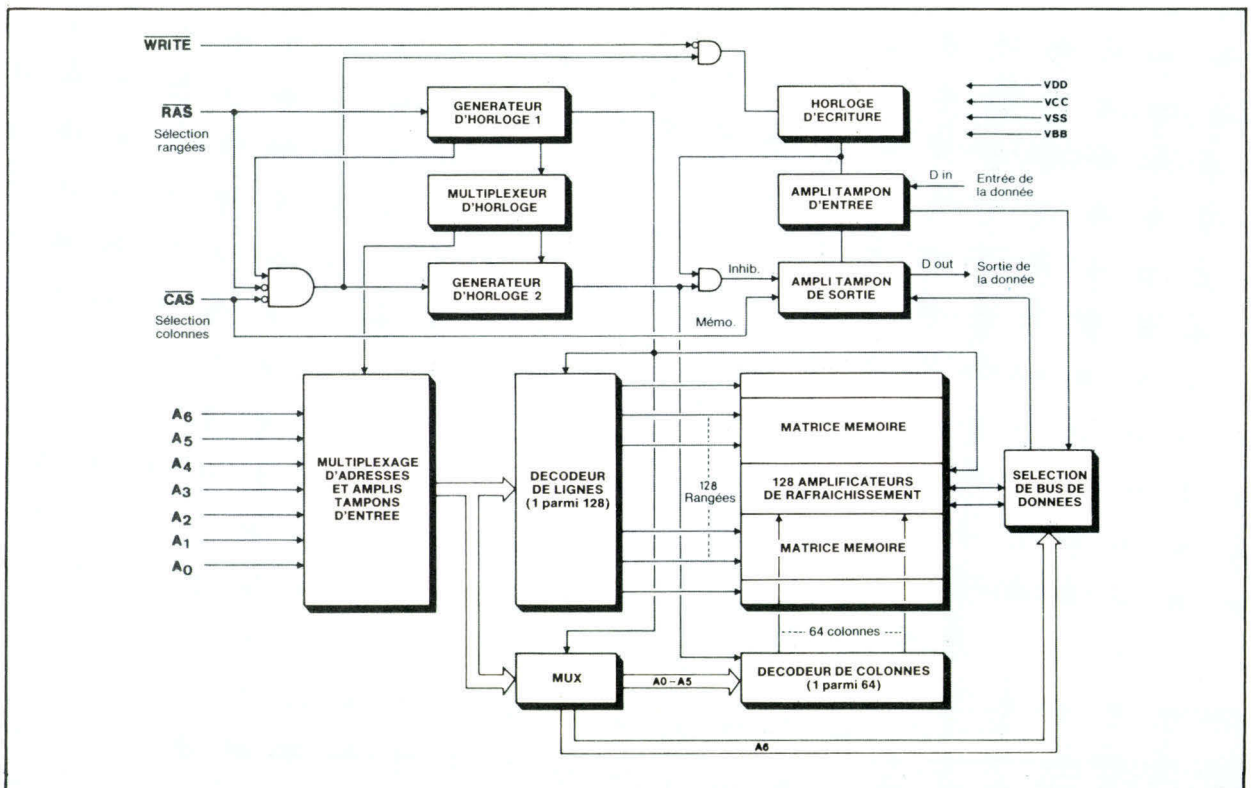 WRITE
RAS
Sélection
rangées
CAS
Sélection
colonnes
GENERATEUR
D'HORLOGE 1
MULTIPLEXEUR
D'HORLOGE
GENERATEUR
D'HORLOGE 2
HORLOGE
D'ECRITURE
VDD
VCC
VSS
VBB
AMPLI TAMPON
D'ENTREE
D in
Entrée de
la donnée
Inhib.
Mémo.
AMPLI TAMPON
DE SORTIE
D out
Sortie de
la donnée
A6
A5
A4
A3
A2
A1
A0
MULTIPLEXAGE
D'ADRESSES
ET AMPLIS
TAMPONS
D'ENTREE
DECODEUR
DE LIGNES
(1 parmi 128)
128
Rangées
MATRICE MEMOIRE
128 AMPLIFICATEURS
DE RAFRAICHISSEMENT
MATRICE MEMOIRE
SELECTION
DE BUS DE
DONNEES
64 colonnes
MUX
A0-A5
DECODEUR DE COLONNES
(1 parmi 64)
A6